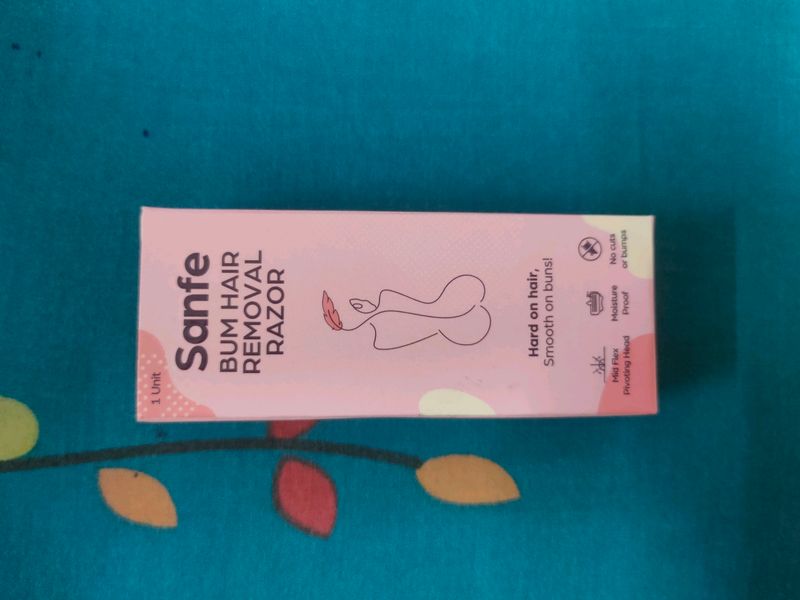 1 Unit
Sanfe
BUM HAIR
REMOVAL
RAZOR
Hard on hair,
Smooth on buns!
Mid Flex
Pivoting Head
Moisture
Proof
No cuts
or bumps